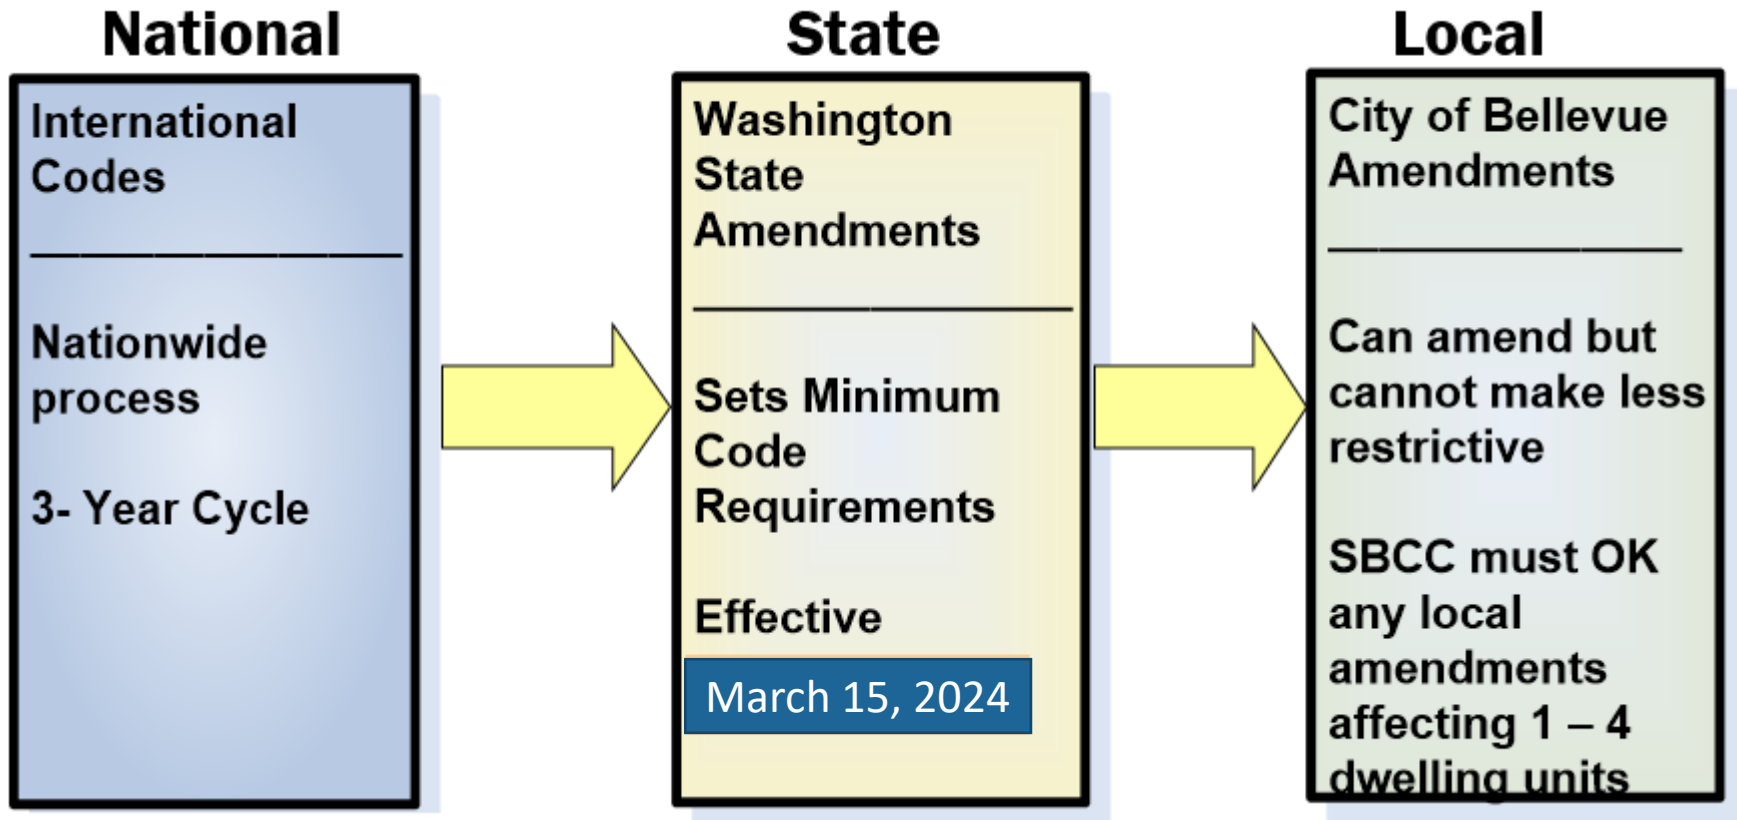 National
International
Codes
Nationwide
process
3- Year Cycle
State
Washington
State
Amendments
Sets Minimum
Code
Requirements
Effective
March 15, 2024
Local
City of Bellevue
Amendments
Can amend but
cannot make less
restrictive
SBCC must OK
any local
amendments
affecting 1 – 4
dwelling units